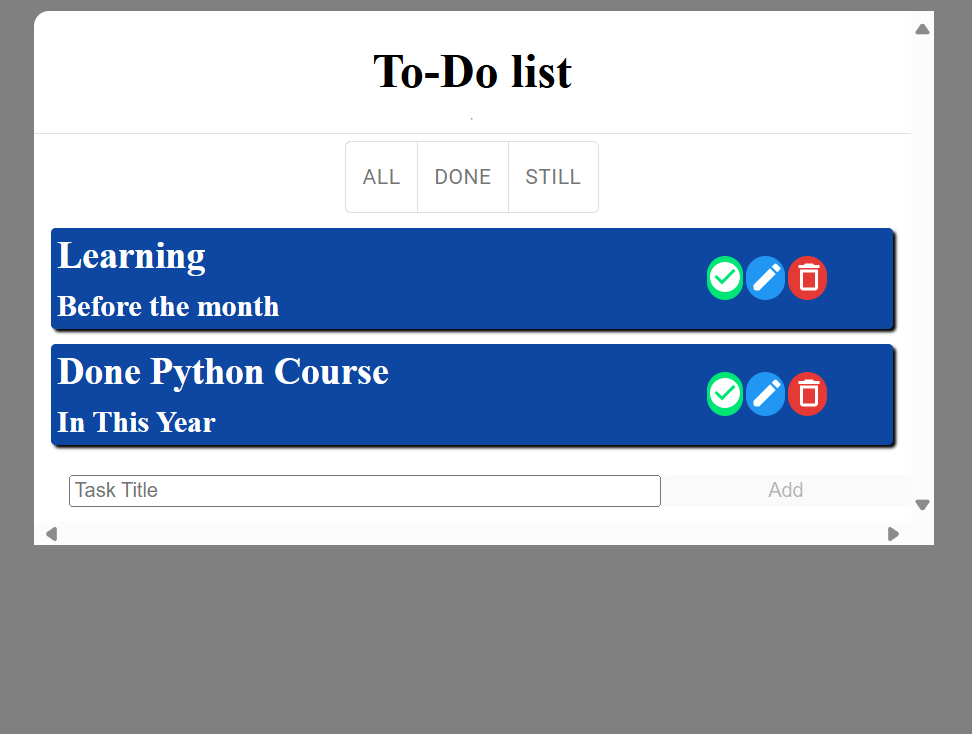 To-Do list
.
ALL DONE STILL
Learning
Before the month
Done Python Course
In This Year
Task Title Add